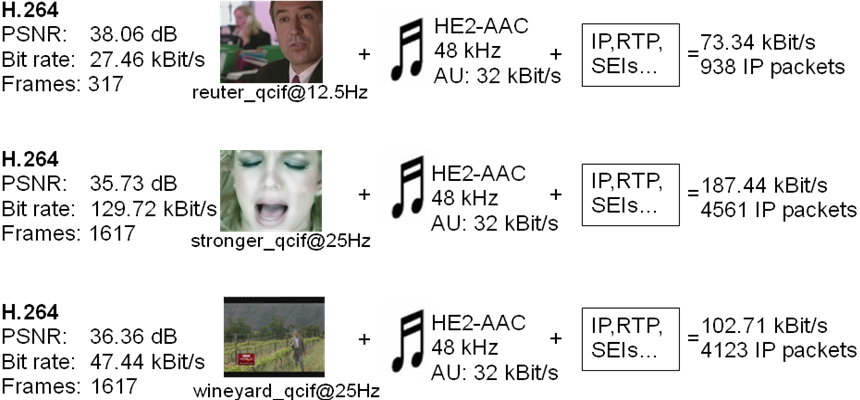 H.264
PSNR: 38.06 dB
Bit rate: 27.46 kBit/s
Frames: 317
reuter_qcif@12.5Hz
+
HE2-AAC
48 kHz
AU: 32 kBit/s
+
IP,RTP,
SEIs...
=73.34 kBit/s
938 IP packets
H.264
PSNR: 35.73 dB
Bit rate: 129.72 kBit/s
Frames: 1617
stronger_qcif@25Hz
+
HE2-AAC
48 kHz
AU: 32 kBit/s
+
IP,RTP,
SEIs...
=187.44 kBit/s
4561 IP packets
H.264
PSNR: 36.36 dB
Bit rate: 47.44 kBit/s
Frames: 1617
wineyard_qcif@25Hz
+
HE2-AAC
48 kHz
AU: 32 kBit/s
+
IP,RTP,
SEIs...
=102.71 kBit/s
4123 IP packets